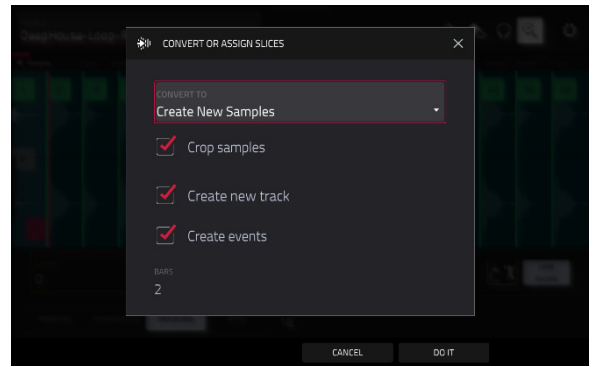 CONVERT OR ASSIGN SLICES
CONVERT TO
Create New Samples
Crop samples
Create new track
Create events
BARS
2
CANCEL
DO IT